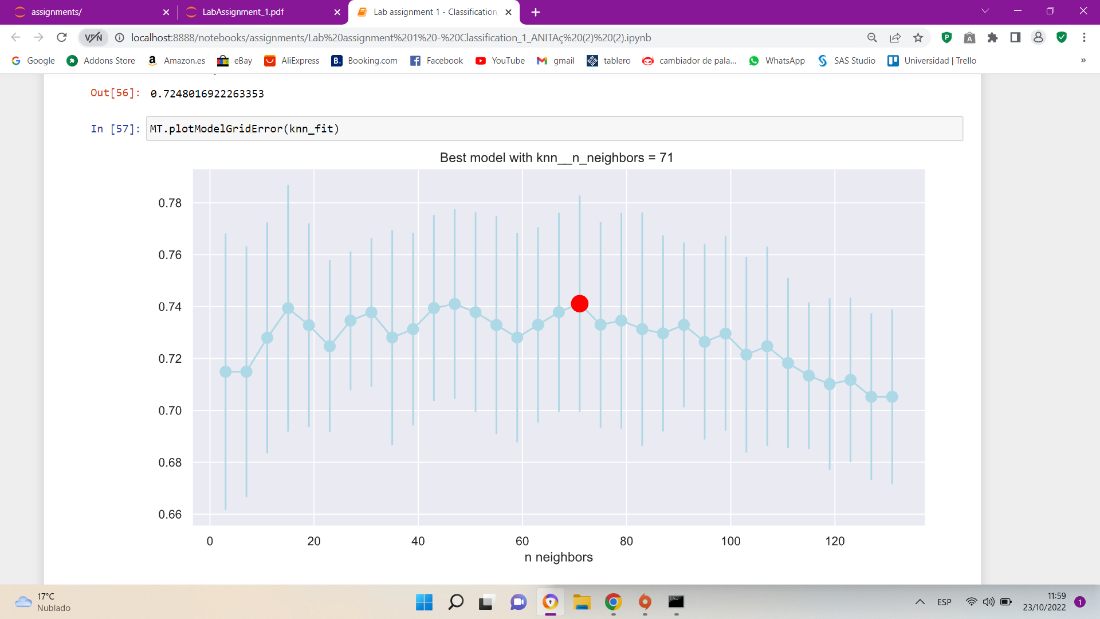 assignments/
LabAssignment_1.pdf
Lab assignment 1 - Classification
VPN
localhost:8888/notebooks/assignments/Lab%20assignment%201%20-%20Classification_1_ANITAç%20(2)%20(2).ipynb
Google Addons Store Amazon.es eBay AliExpress Booking.com Facebook YouTube gmail tablero cambiador de pala... WhatsApp SAS Studio Universidad | Trello »
Out[56]: 0.7248016922263353
In [57]: MT.plotModelGridError(knn_fit)
Best model with knn__n_neighbors = 71
0.78
0.76
0.74
0.72
0.70
0.68
0.66
0 20 40 60 80 100 120
n neighbors
17°C
Nublado
ESP
11:59
23/10/2022
1